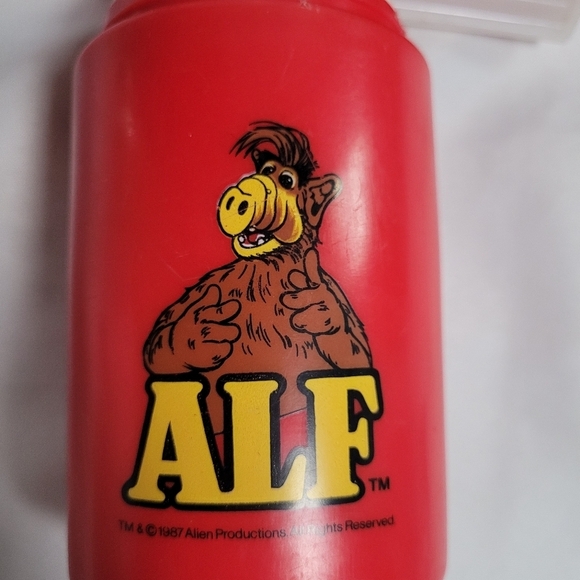 ALF™
TM & ©1987 Alien Productions. All Rights Reserved